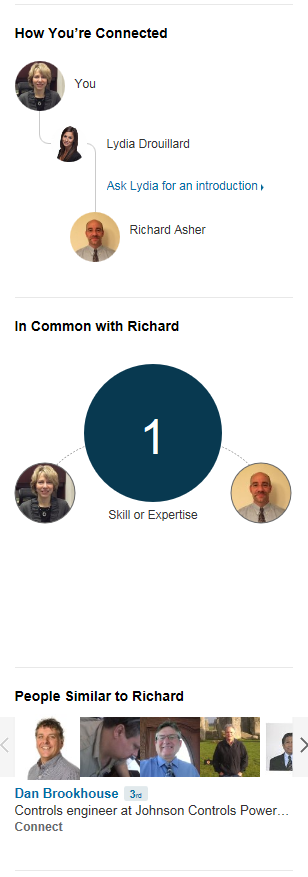 How You're Connected
You
Lydia Drouillard
Ask Lydia for an introduction
Richard Asher
In Common with Richard
1
Skill or Expertise
People Similar to Richard
Dan Brookhouse 3rd
Controls engineer at Johnson Controls Power…
Connect